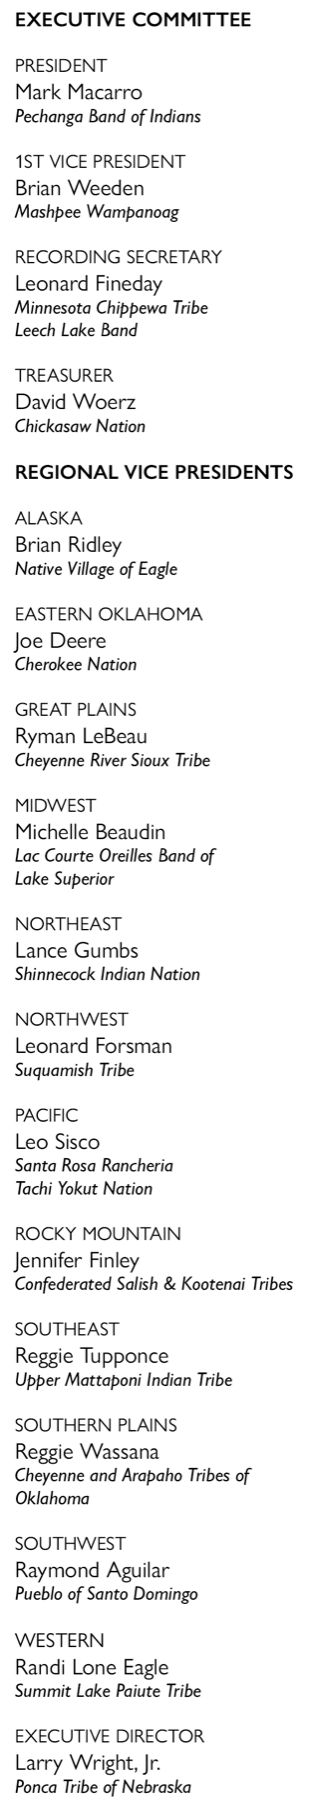 EXECUTIVE COMMITTEE
PRESIDENT
Mark Macarro
Pechanga Band of Indians
1ST VICE PRESIDENT
Brian Weeden
Mashpee Wampanoag
RECORDING SECRETARY
Leonard Fineday
Minnesota Chippewa Tribe
Leech Lake Band
TREASURER
David Woerz
Chickasaw Nation
REGIONAL VICE PRESIDENTS
ALASKA
Brian Ridley
Native Village of Eagle
EASTERN OKLAHOMA
Joe Deere
Cherokee Nation
GREAT PLAINS
Ryman LeBeau
Cheyenne River Sioux Tribe
MIDWEST
Michelle Beaudin
Lac Courte Oreilles Band of
Lake Superior
NORTHEAST
Lance Gumbs
Shinnecock Indian Nation
NORTHWEST
Leonard Forsman
Suquamish Tribe
PACIFIC
Leo Sisco
Santa Rosa Rancheria
Tachi Yokut Nation
ROCKY MOUNTAIN
Jennifer Finley
Confederated Salish & Kootenai Tribes
SOUTHEAST
Reggie Tupponce
Upper Mattaponi Indian Tribe
SOUTHERN PLAINS
Reggie Wassana
Cheyenne and Arapaho Tribes of
Oklahoma
SOUTHWEST
Raymond Aguilar
Pueblo of Santo Domingo
WESTERN
Randi Lone Eagle
Summit Lake Paiute Tribe
EXECUTIVE DIRECTOR
Larry Wright, Jr.
Ponca Tribe of Nebraska